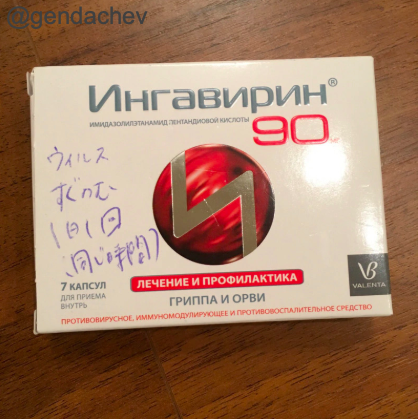 @gendachev
Ингавирин®
ИМИДАЗОЛИЛЭТАНАМИД ПЕНТАНДИОВОЙ КИСЛОТЫ
90
ウィルス
すぐのむ
1日1回
(同じ時間)
7 КАПСУЛ
ДЛЯ ПРИЕМА
ВНУТРЬ
ЛЕЧЕНИЕ И ПРОФИЛАКТИКА
ГРИППА И ОРВИ
VALENTA
ПРОТИВОВИРУСНОЕ, ИММУНОМОДУЛИРУЮЩЕЕ И ПРОТИВОВОСПАЛИТЕЛЬНОЕ СРЕДСТВО